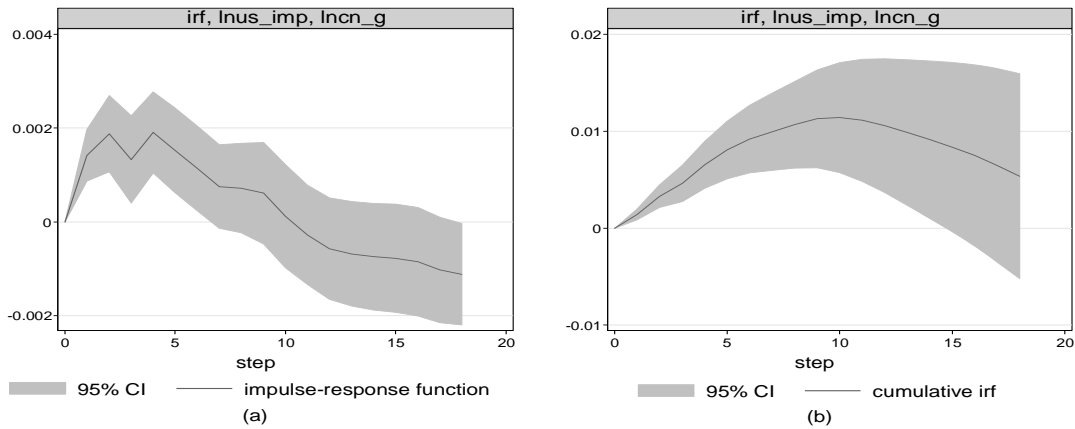 irf, lnus_imp, lncn_g
0.004
0.002
0
-0.002
0 5 10 15 20
step
95% CI impulse-response function
(a)
irf, lnus_imp, lncn_g
0.02
0.01
0
-0.01
0 5 10 15 20
step
95% CI cumulative irf
(b)